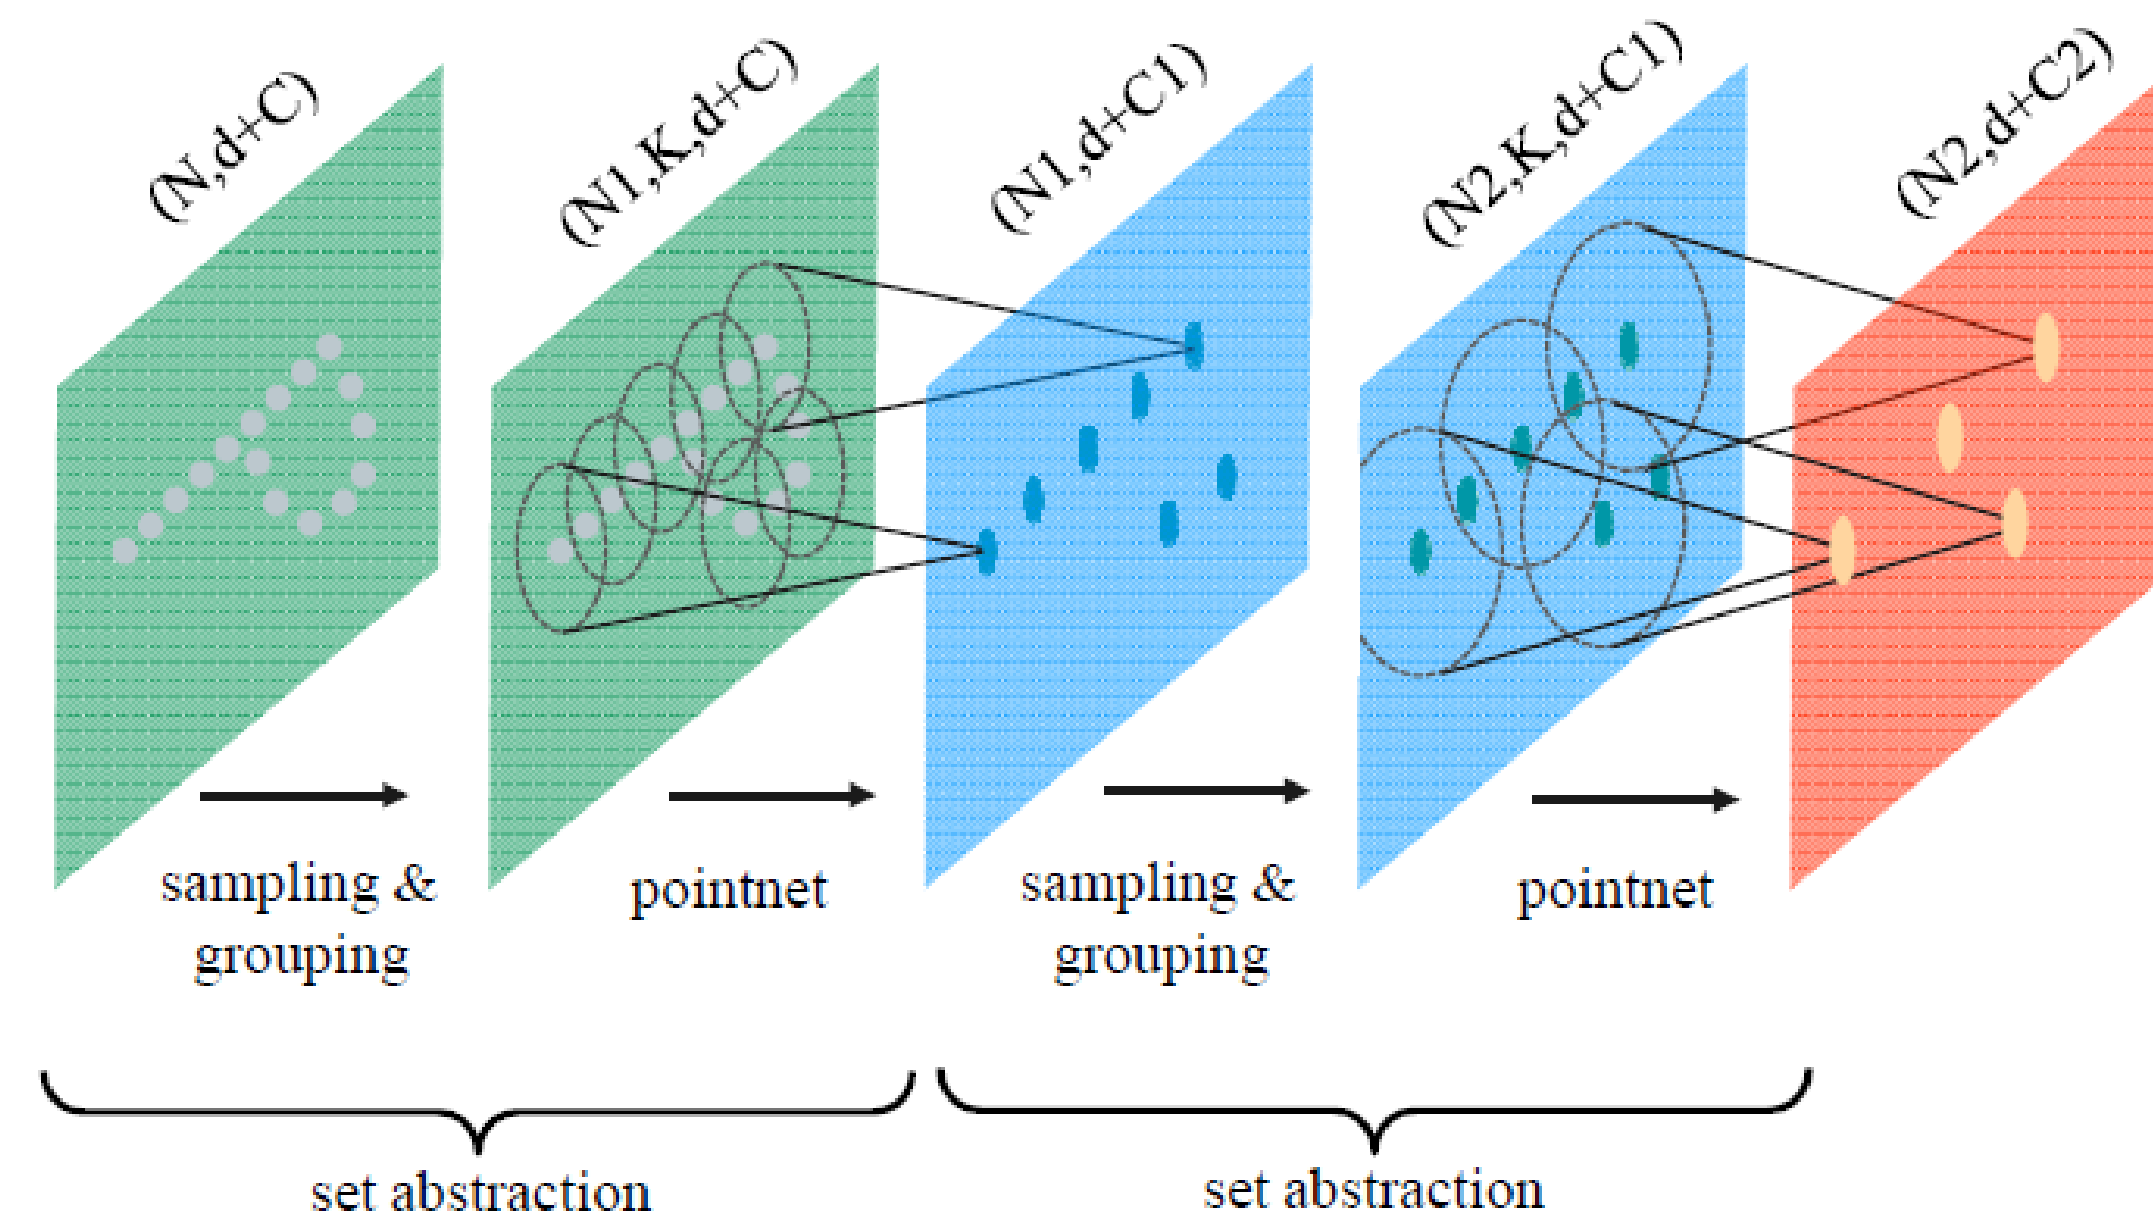 (N,d+C)
(N1,K,d+C)
(N1,d+C1)
(N2,K,d+C1)
(N2,d+C2)
sampling &
grouping
pointnet
sampling &
grouping
pointnet
set abstraction
set abstraction